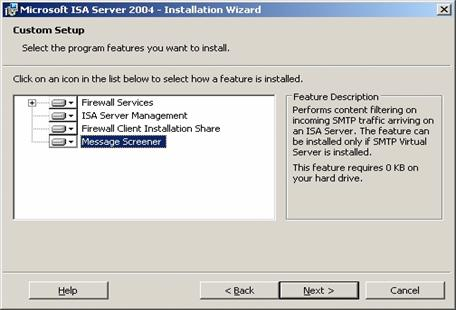 Microsoft ISA Server 2004 - Installation Wizard
Custom Setup
Select the program features you want to install.
Click on an icon in the list below to select how a feature is installed.
Firewall Services
ISA Server Management
Firewall Client Installation Share
Message Screener
Feature Description
Performs content filtering on
incoming SMTP traffic arriving on
an ISA Server. The feature can
be installed only if SMTP Virtual
Server is installed.
This feature requires 0 KB on
your hard drive.
Help
< Back
Next >
Cancel